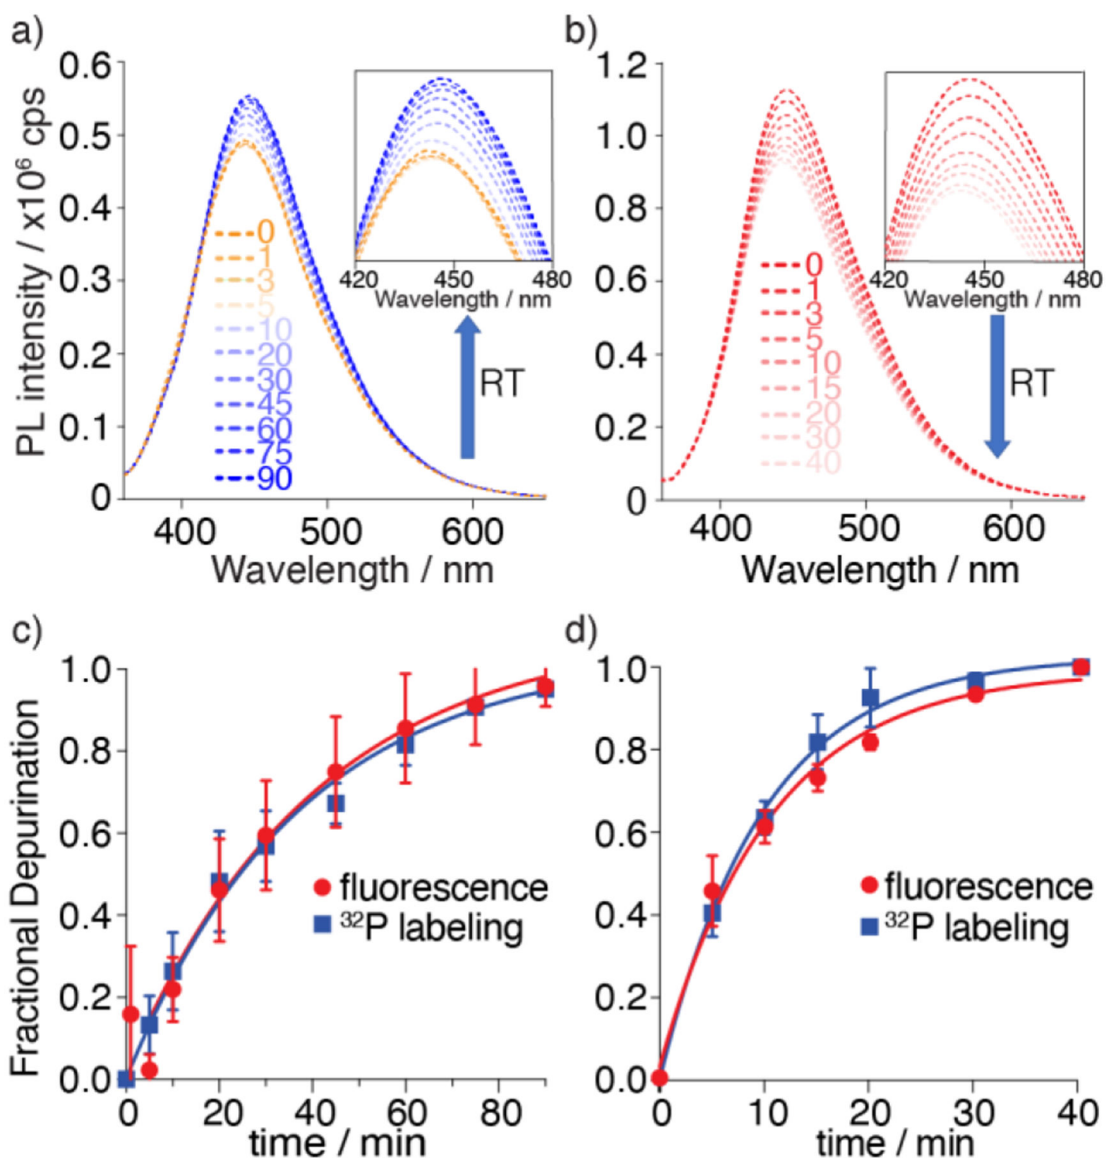 a)
PL intensity / x10⁶ cps
0.6
0.5
0.4
0.3
0.2
0.1
0
400 500 600
Wavelength / nm
0
1
3
5
10
20
30
45
60
75
90
420 450 480
Wavelength / nm
RT
b)
1.2
1.0
0.8
0.6
0.4
0.2
0
400 500 600
Wavelength / nm
0
1
3
5
10
15
20
30
40
420 450 480
Wavelength / nm
RT
c)
Fractional Depurination
1.0
0.8
0.6
0.4
0.2
0.0
0 20 40 60 80
time / min
fluorescence
³²P labeling
d)
1.0
0.8
0.6
0.4
0.2
0.0
0 10 20 30 40
time / min
fluorescence
³²P labeling